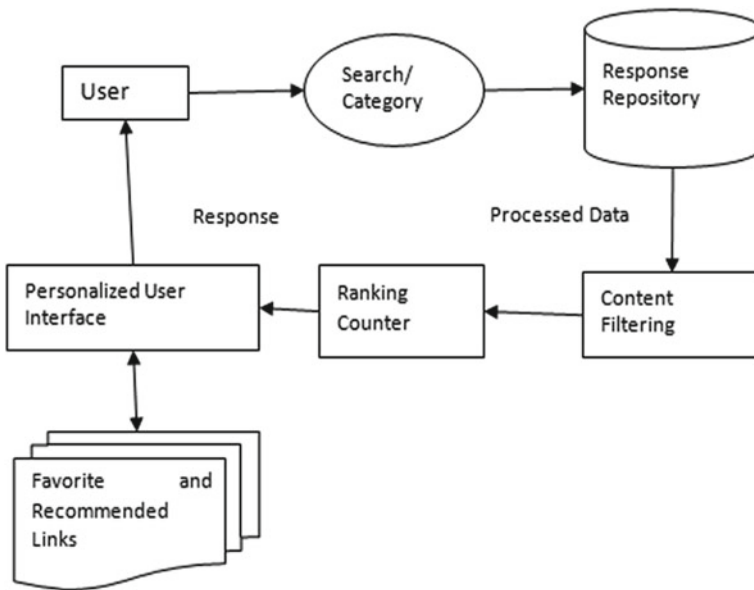 User
Search/
Category
Response
Repository
Response
Processed Data
Personalized User
Interface
Ranking
Counter
Content
Filtering
Favorite and
Recommended
Links